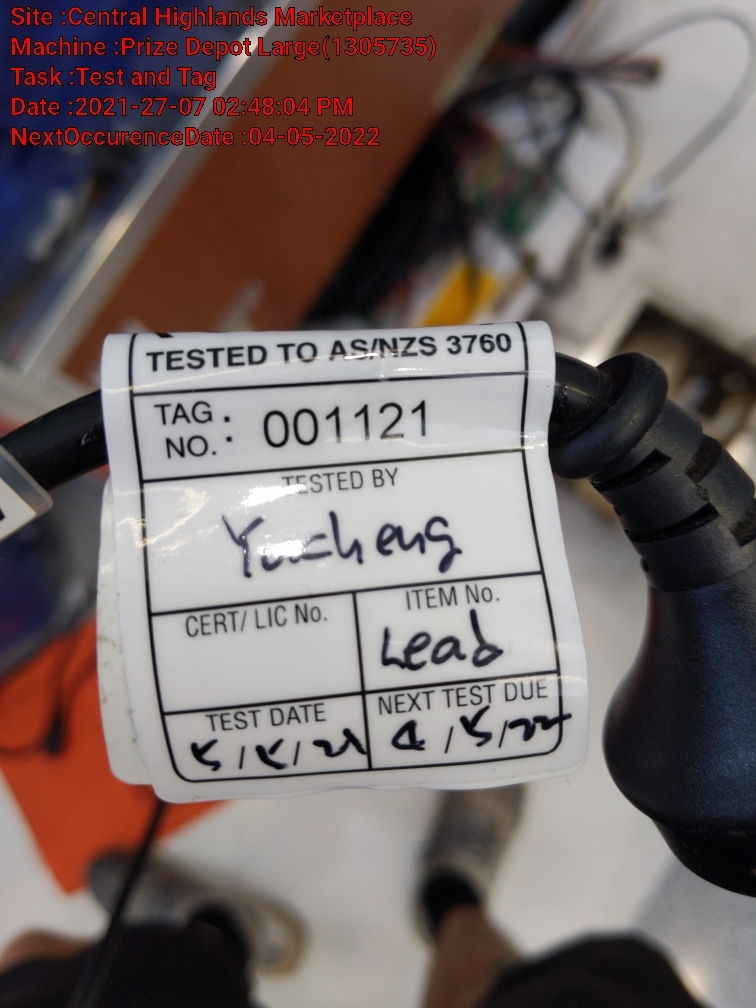 Site :Central Highlands Marketplace
Machine :Prize Depot Large(1305735)
Task :Test and Tag
Date :2021-27-07 02:48:04 PM
NextOccurenceDate :04-05-2022
TESTED TO AS/NZS 3760
TAG NO. : 001121
TESTED BY
Yucheng
CERT/ LIC No.
ITEM No.
Lead
TEST DATE
5/5/21
NEXT TEST DUE
4/5/22